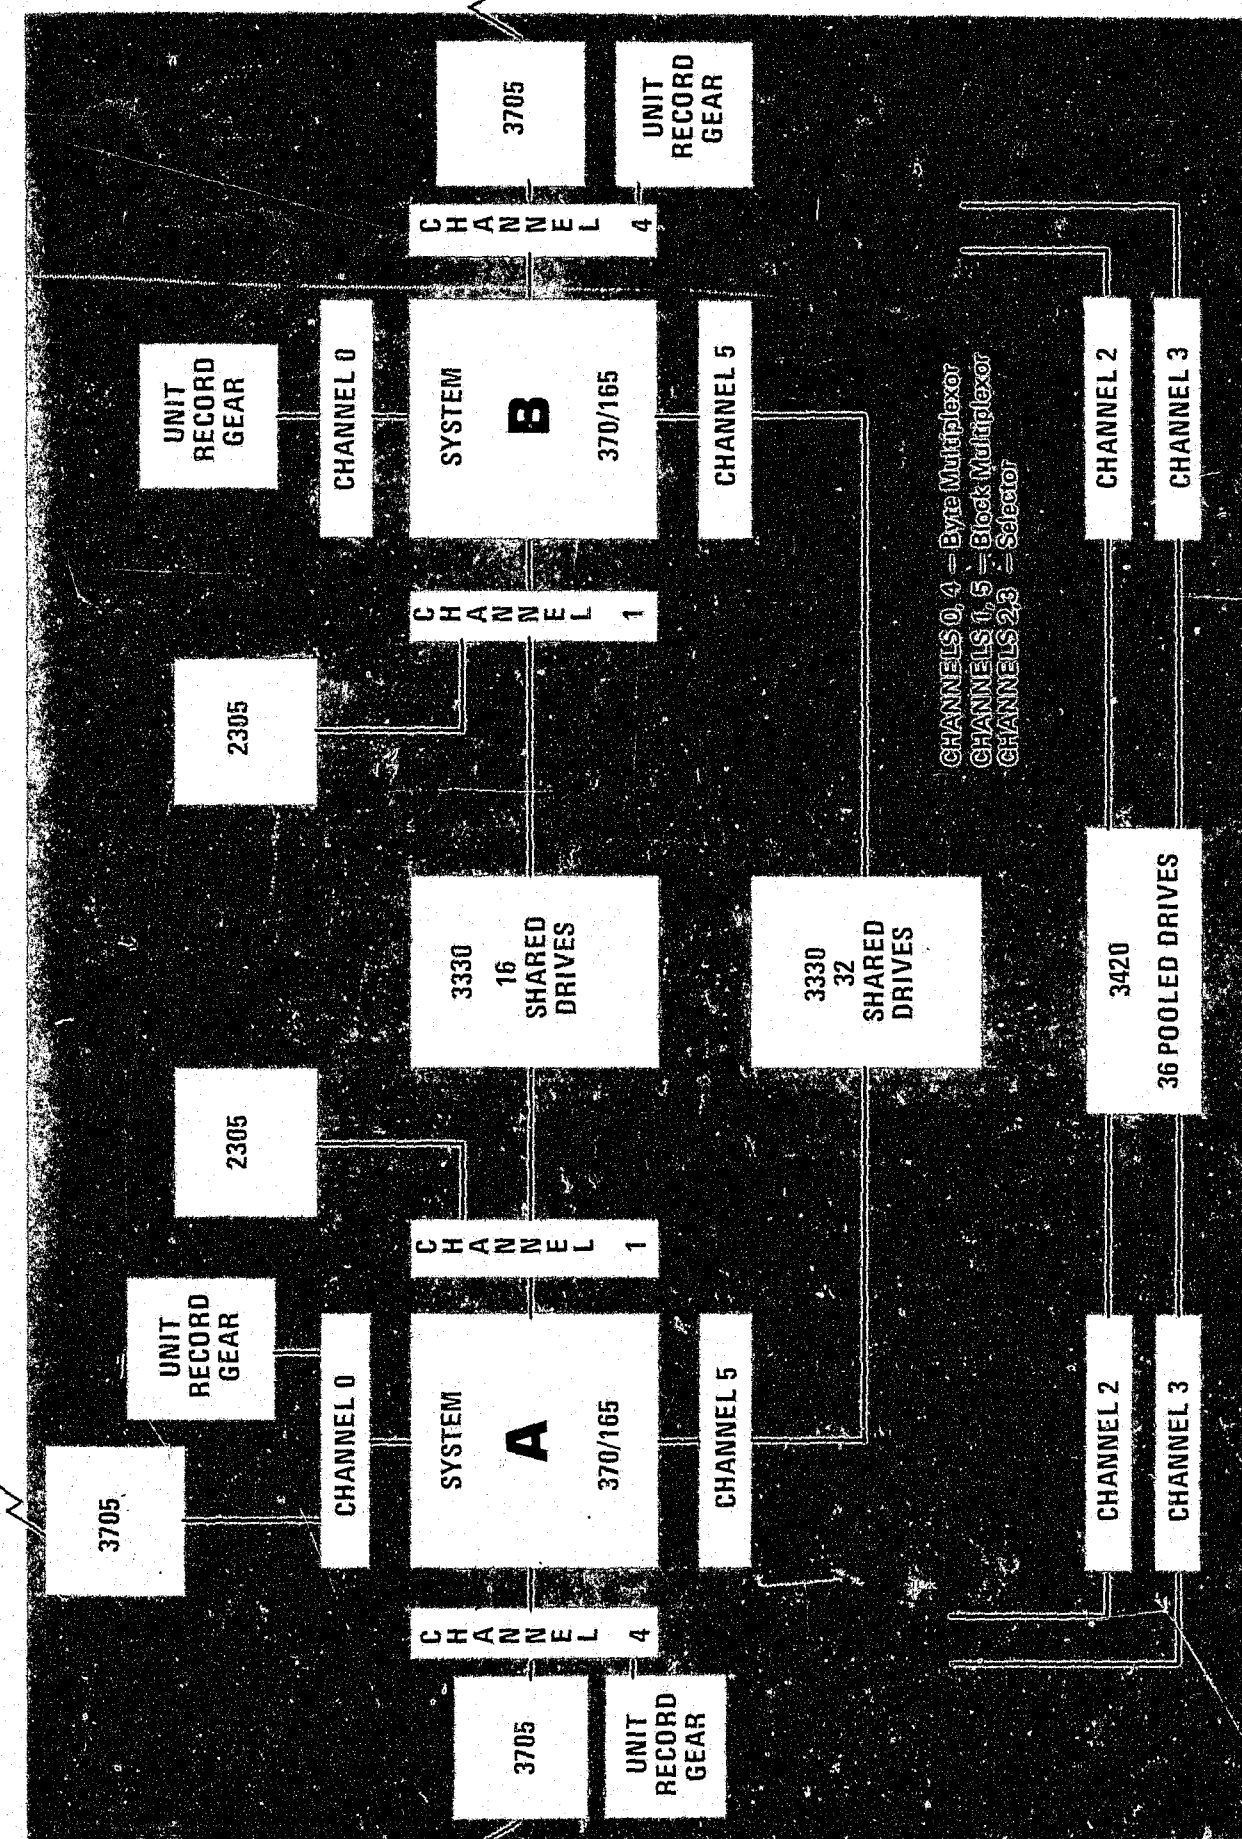 3705
UNIT
RECORD
GEAR
2305
2305
UNIT
RECORD
GEAR
CHANNEL 0
CHANNEL 0
3705
UNIT
RECORD
GEAR
CHANNEL 4
SYSTEM
A
370/165
CHANNEL 1
3330
16
SHARED
DRIVES
CHANNEL 1
SYSTEM
B
370/165
CHANNEL 4
3705
UNIT
RECORD
GEAR
CHANNEL 5
CHANNEL 5
3330
32
SHARED
DRIVES
CHANNELS 0, 4 – Byte Multiplexor
CHANNELS 1, 5 – Block Multiplexor
CHANNELS 2,3 – Selector
CHANNEL 2
CHANNEL 3
3420
36 POOLED DRIVES
CHANNEL 2
CHANNEL 3